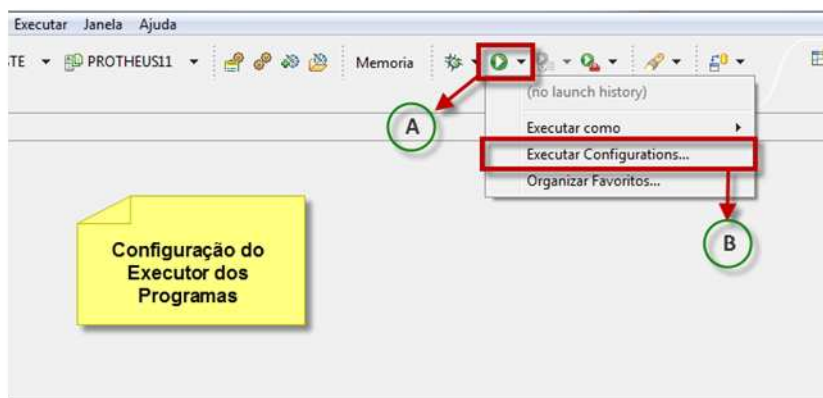 Executar Janela Ajuda
TE PROTHEUS11 Memoria
(no launch history)
A
Executar como
Executar Configurations...
Organizar Favoritos...
B
Configuração do
Executor dos
Programas